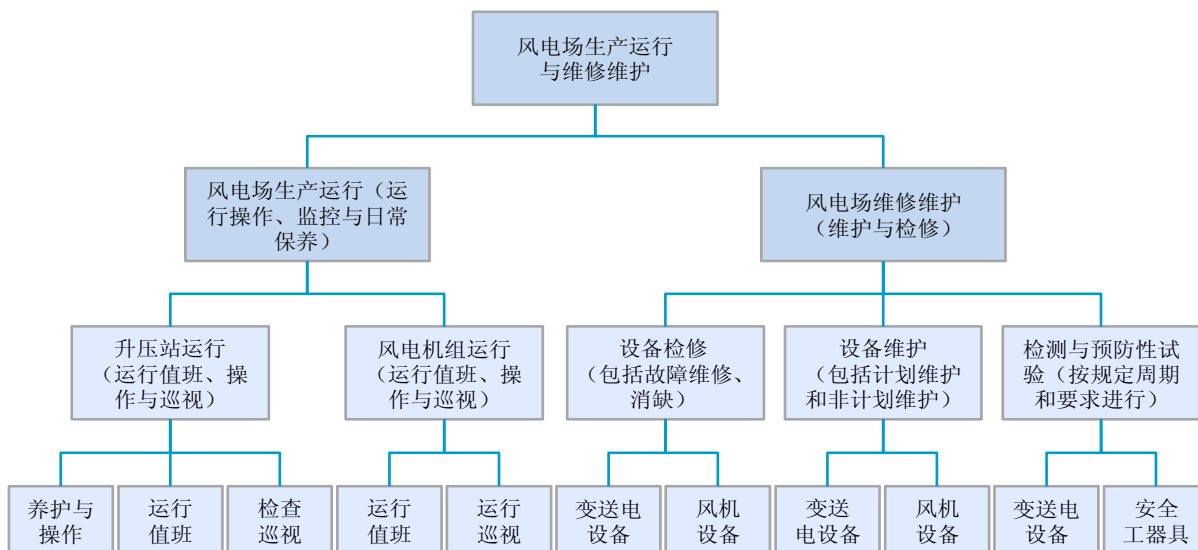 风电场生产运行
与维修维护
风电场生产运行（运
行操作、监控与日常
保养）
风电场维修维护
（维护与检修）
升压站运行
（运行值班、操
作与巡视）
风电机组运行
（运行值班、操
作与巡视）
设备检修
（包括故障维修、
消缺）
设备维护
（包括计划维护
和非计划维护）
检测与预防性试
验（按规定周期
和要求进行）
养护与
操作
运行
值班
检查
巡视
运行
值班
运行
巡视
变送电
设备
风机
设备
变送
电设备
风机
设备
变送电
设备
安全
工器具